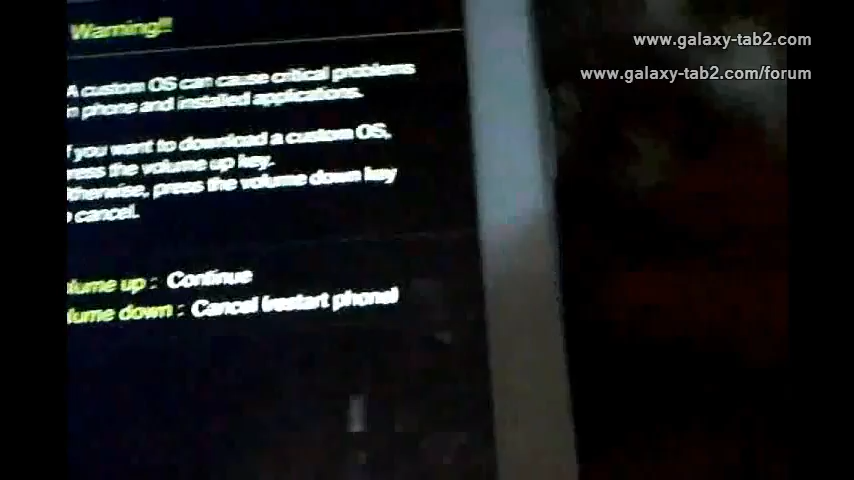 www.galaxy-tab2.com
www.galaxy-tab2.com/forum
Warning!!
A custom OS can cause critical problems
n phone and installed applications.
f you want to download a custom OS,
ress the volume up key.
therwise, press the volume down key
o cancel.
lume up : Continue
lume down : Cancel (restart phone)